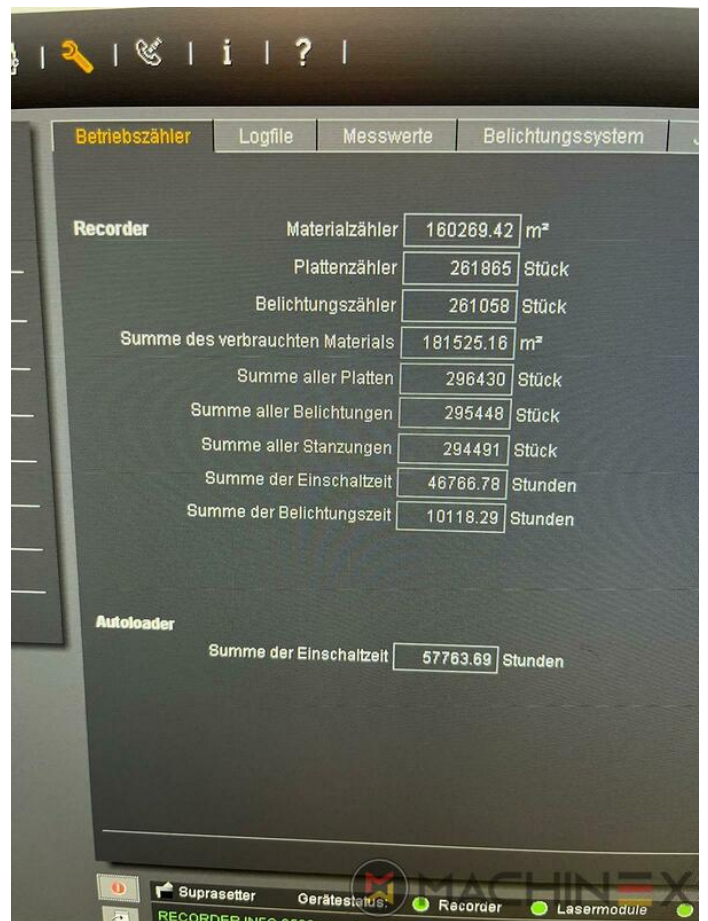 i | ?
Betriebszähler Logfile Messwerte Belichtungssystem
Recorder Materialzähler 160269.42 m²
Plattenzähler 261865 Stück
Belichtungszähler 261058 Stück
Summe des verbrauchten Materials 181525.16 m²
Summe aller Platten 296430 Stück
Summe aller Belichtungen 295448 Stück
Summe aller Stanzungen 294491 Stück
Summe der Einschaltzeit 46766.78 Stunden
Summe der Belichtungszeit 10118.29 Stunden
Autoloader
Summe der Einschaltzeit 57763.69 Stunden
MACHINEX
Suprasetter Gerätestatus: Recorder Lasermodule
RECORDER INFO